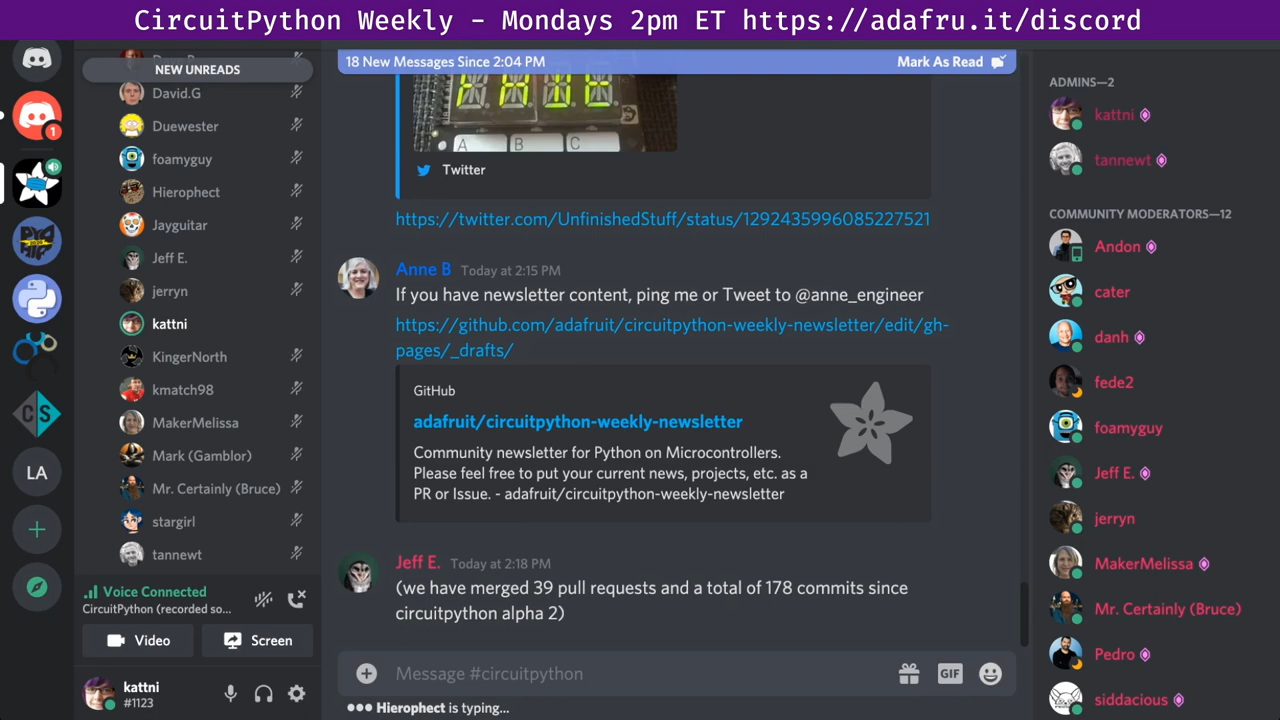 CircuitPython Weekly - Mondays 2pm ET https://adafru.it/discord
NEW UNREADS
David.G
Duewester
foamyguy
Hierophect
Jayguitar
Jeff E.
jerryn
kattni
KingerNorth
kmatch98
MakerMelissa
Mark (Gamblor)
Mr. Certainly (Bruce)
stargirl
tannewt
Voice Connected
CircuitPython (recorded so...
Video
Screen
kattni
#1123
1
CS
LA
18 New Messages Since 2:04 PM
Mark As Read
A B C
Twitter
https://twitter.com/UnfinishedStuff/status/1292435996085227521
Anne B Today at 2:15 PM
If you have newsletter content, ping me or Tweet to @anne_engineer
https://github.com/adafruit/circuitpython-weekly-newsletter/edit/gh-
pages/_drafts/
GitHub
adafruit/circuitpython-weekly-newsletter
Community newsletter for Python on Microcontrollers.
Please feel free to put your current news, projects, etc. as a
PR or Issue. - adafruit/circuitpython-weekly-newsletter
Jeff E. Today at 2:18 PM
(we have merged 39 pull requests and a total of 178 commits since
circuitpython alpha 2)
Message #circuitpython
GIF
Hierophect is typing...
ADMINS—2
kattni
tannewt
COMMUNITY MODERATORS—12
Andon
cater
danh
fede2
foamyguy
Jeff E.
jerryn
MakerMelissa
Mr. Certainly (Bruce)
Pedro
siddacious